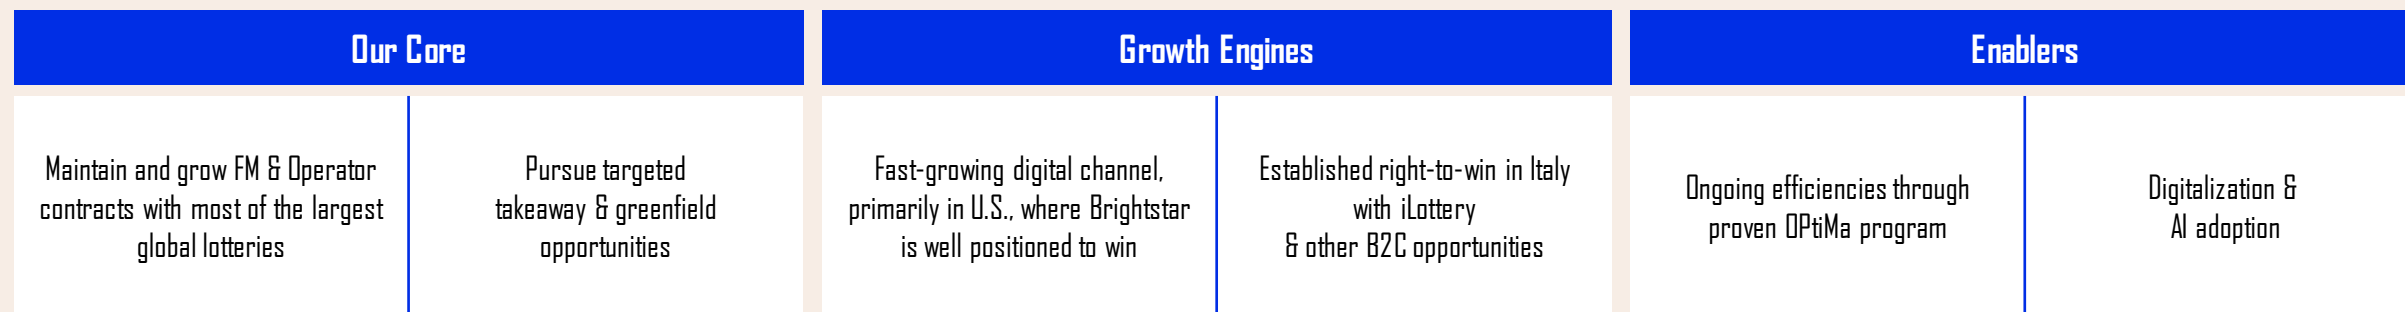 Our Core
Maintain and grow FM & Operator
contracts with most of the largest
global lotteries
Pursue targeted
takeaway & greenfield
opportunities
Growth Engines
Fast-growing digital channel,
primarily in U.S., where Brightstar
is well positioned to win
Established right-to-win in Italy
with iLottery
& other B2C opportunities
Enablers
Ongoing efficiencies through
proven OPtiMa program
Digitalization &
AI adoption